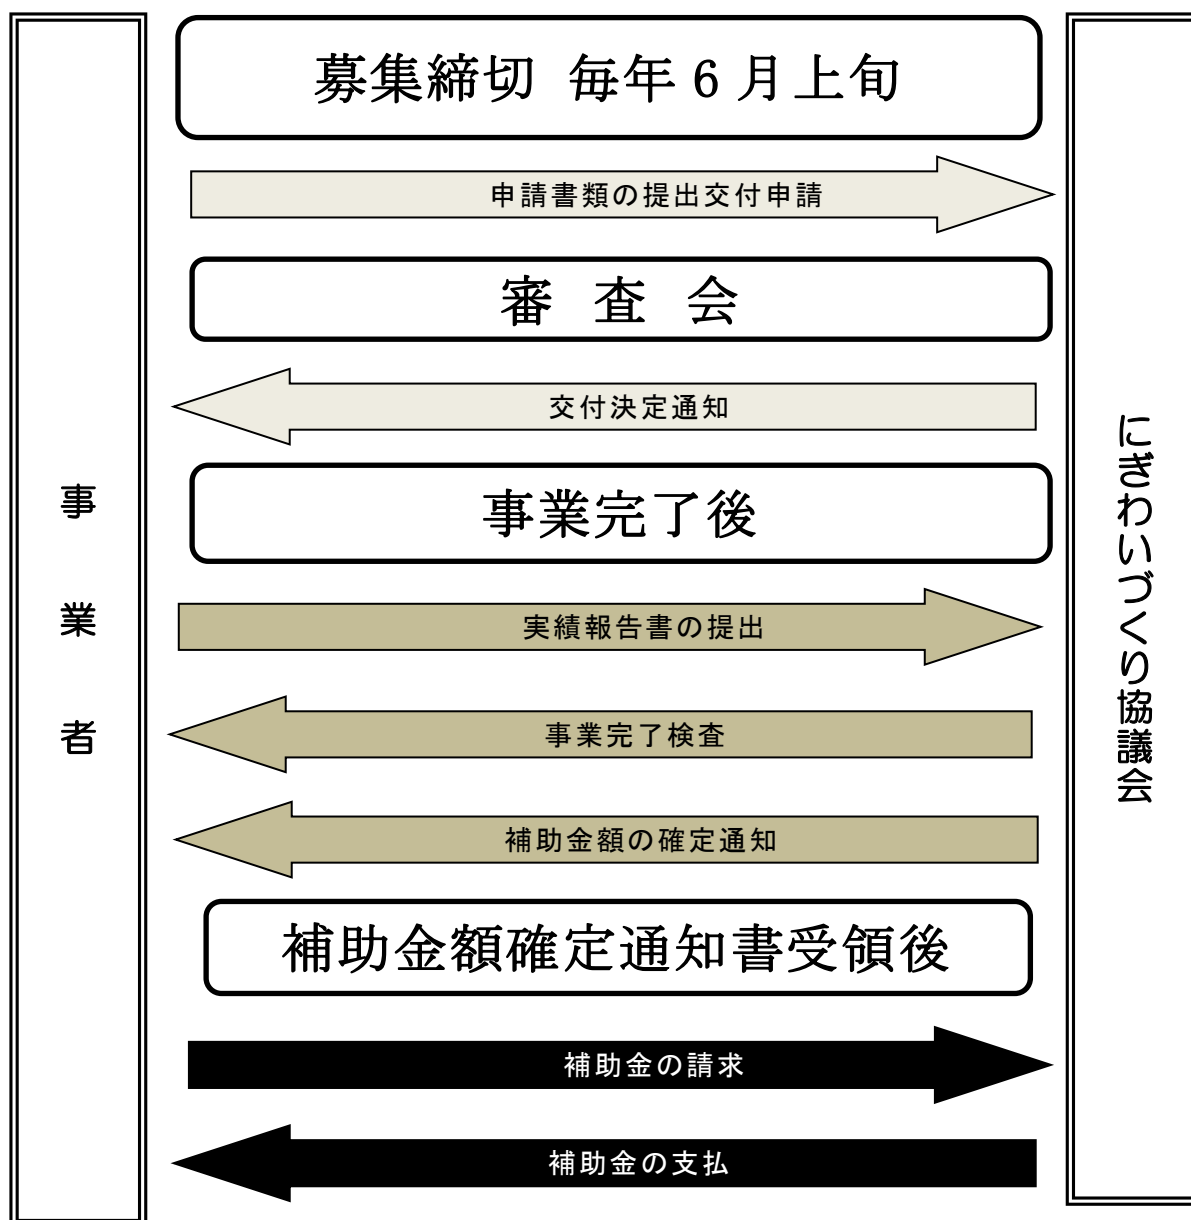 募集締切 毎年6月上旬
申請書類の提出交付申請
審 査 会
交付決定通知
事業完了後
実績報告書の提出
事業完了検査
補助金額の確定通知
補助金額確定通知書受領後
補助金の請求
補助金の支払
事業者
にぎわいづくり協議会